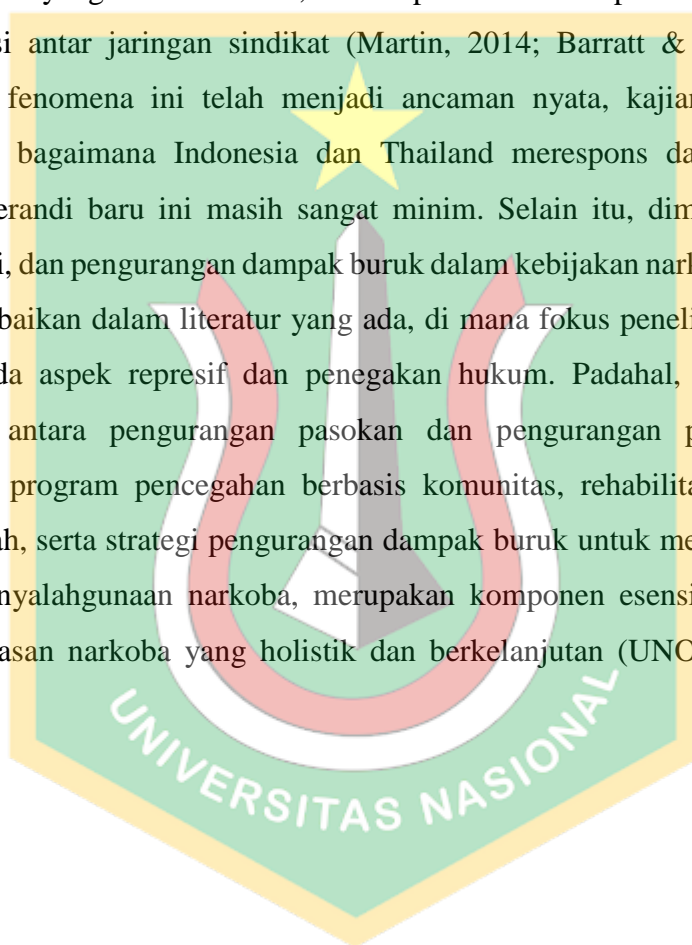 si antar jaringan sindikat (Martin, 2014; Barratt &
fenomena ini telah menjadi ancaman nyata, kajian
bagaimana Indonesia dan Thailand merespons da
erandi baru ini masih sangat minim. Selain itu, dim
i, dan pengurangan dampak buruk dalam kebijakan nark
baikan dalam literatur yang ada, di mana fokus peneli
da aspek represif dan penegakan hukum. Padahal,
antara pengurangan pasokan dan pengurangan p
program pencegahan berbasis komunitas, rehabilita
ah, serta strategi pengurangan dampak buruk untuk me
nyalahgunaan narkoba, merupakan komponen esensi
asan narkoba yang holistik dan berkelanjutan (UNO
UNIVERSITAS NASIONAL